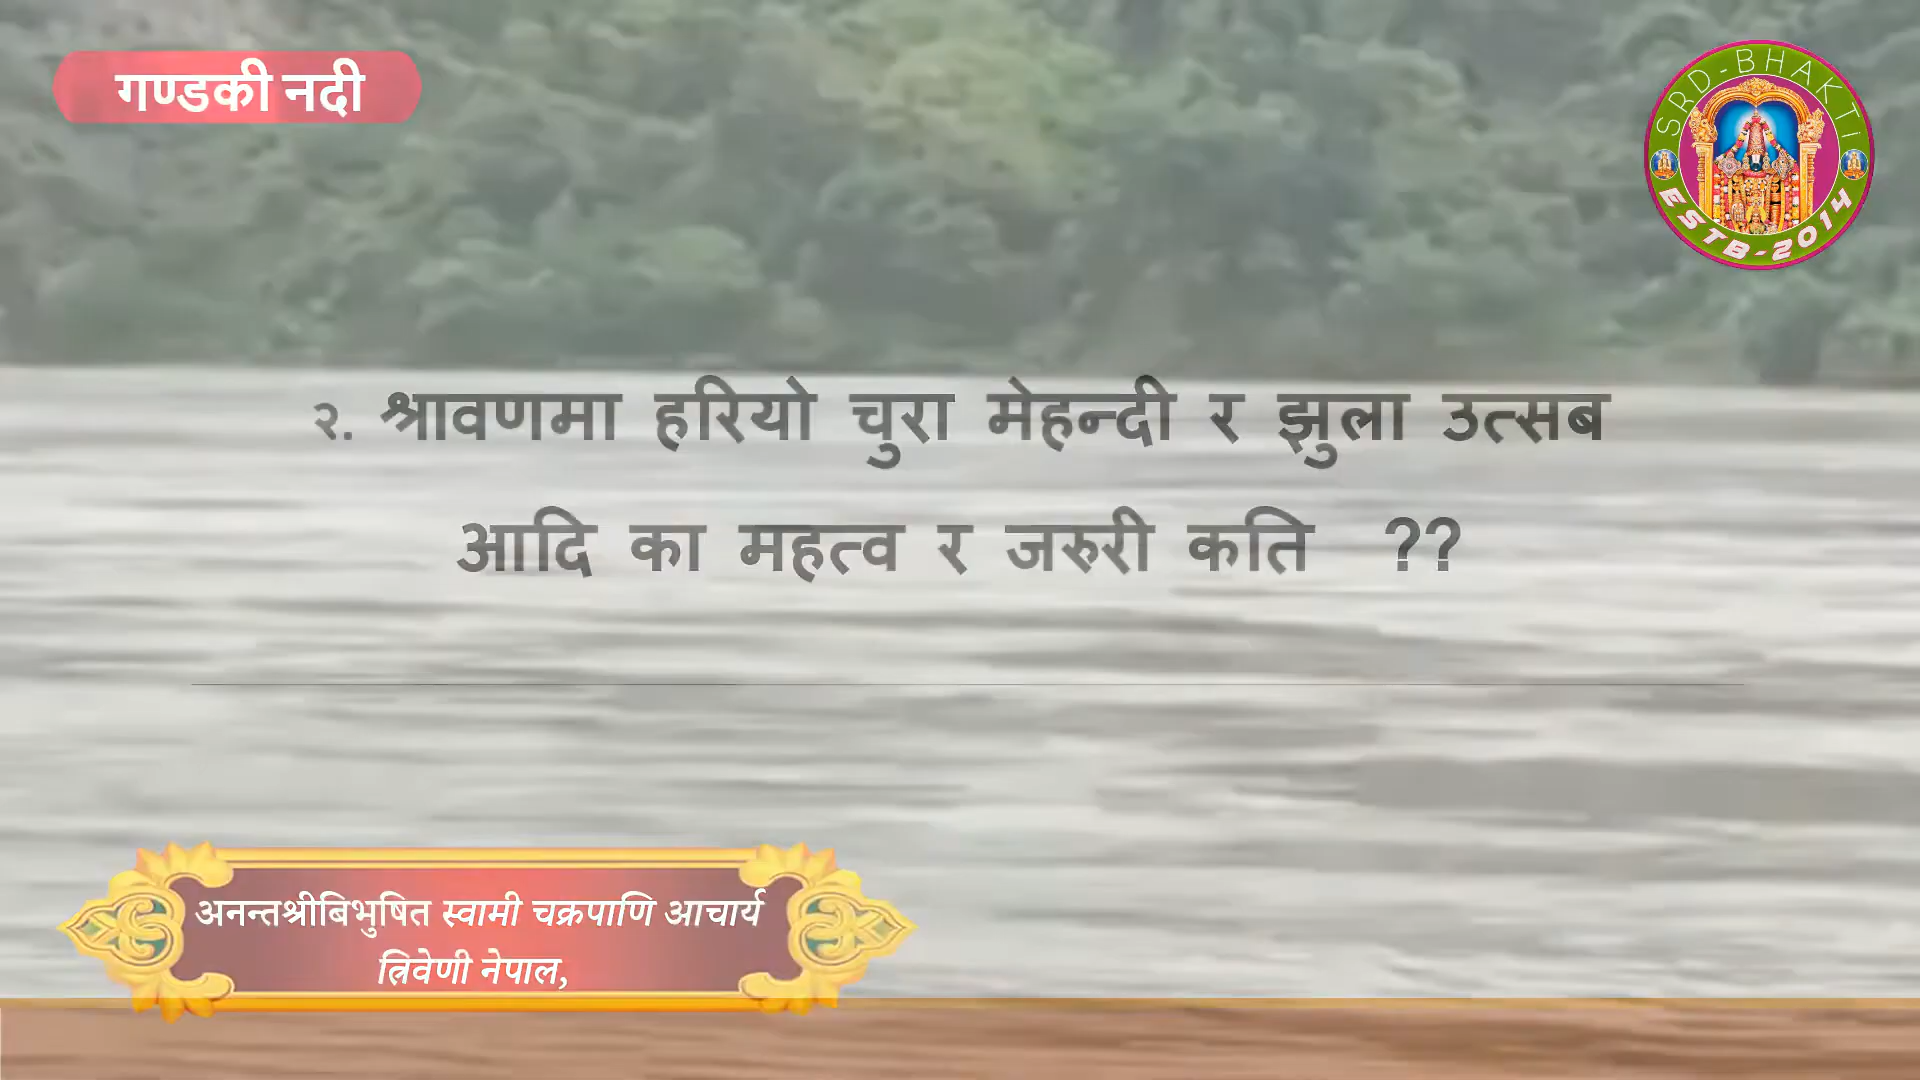 गण्डकी नदी
SRD-BHAKTI
ESTB-2014
२. श्रावणमा हरियो चुरा मेहन्दी र झुला उत्सब
आदि का महत्व र जरुरी कति ??
अनन्तश्रीबिभुषित स्वामी चक्रपाणि आचार्य
त्रिवेणी नेपाल,